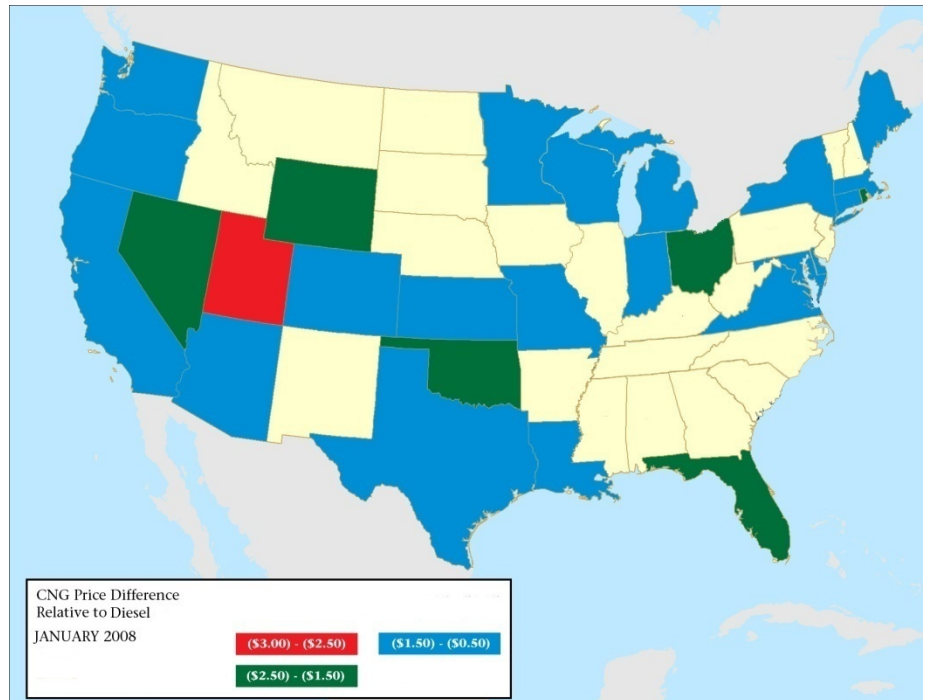 CNG Price Difference
Relative to Diesel
JANUARY 2008
($3.00) - ($2.50)
($1.50) - ($0.50)
($2.50) - ($1.50)